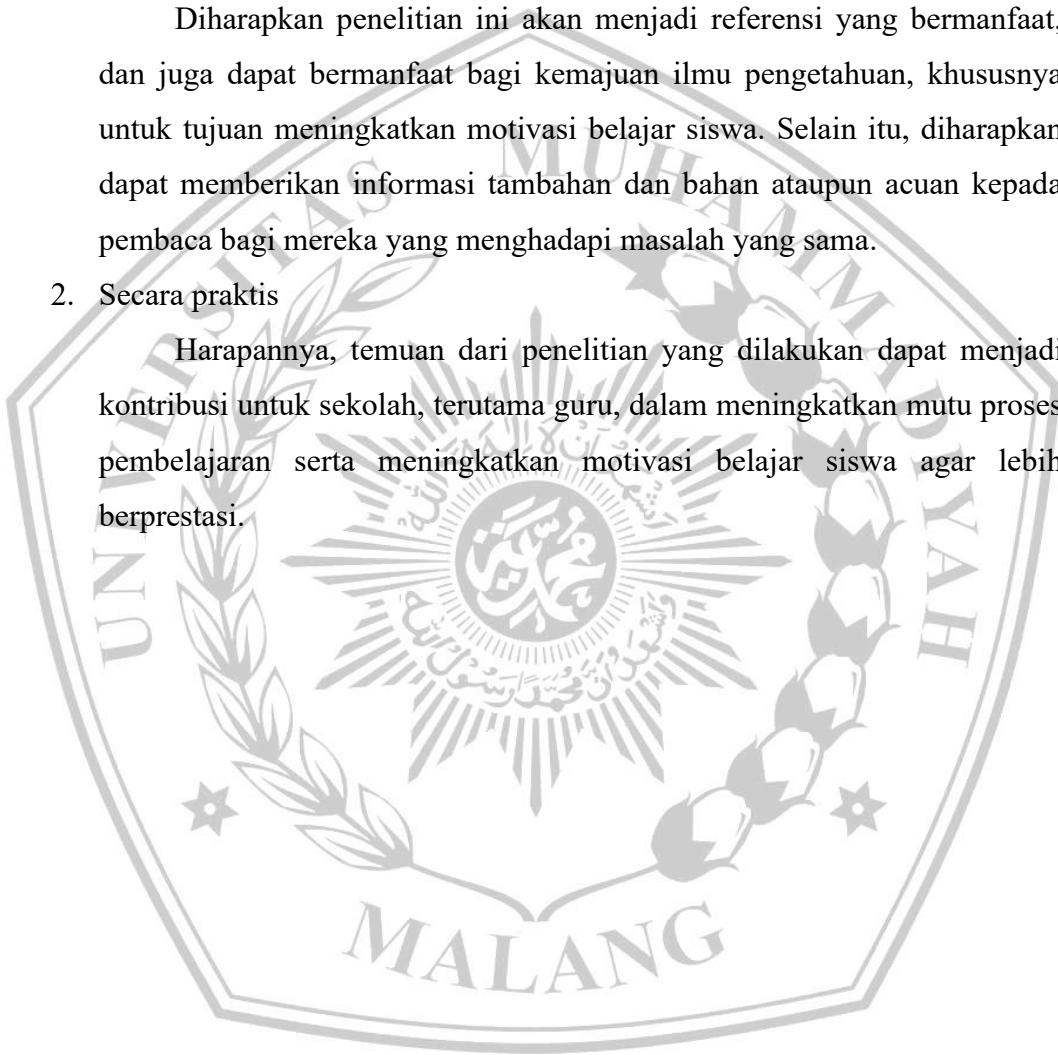 Diharapkan penelitian ini akan menjadi referensi yang bermanfaat,
dan juga dapat bermanfaat bagi kemajuan ilmu pengetahuan, khususnya
untuk tujuan meningkatkan motivasi belajar siswa. Selain itu, diharapkan
dapat memberikan informasi tambahan dan bahan ataupun acuan kepada
pembaca bagi mereka yang menghadapi masalah yang sama.
2. Secara praktis
Harapannya, temuan dari penelitian yang dilakukan dapat menjadi
kontribusi untuk sekolah, terutama guru, dalam meningkatkan mutu proses
pembelajaran serta meningkatkan motivasi belajar siswa agar lebih
berprestasi.
UNIVERSITAS MUHAMMADIYAH
MALANG